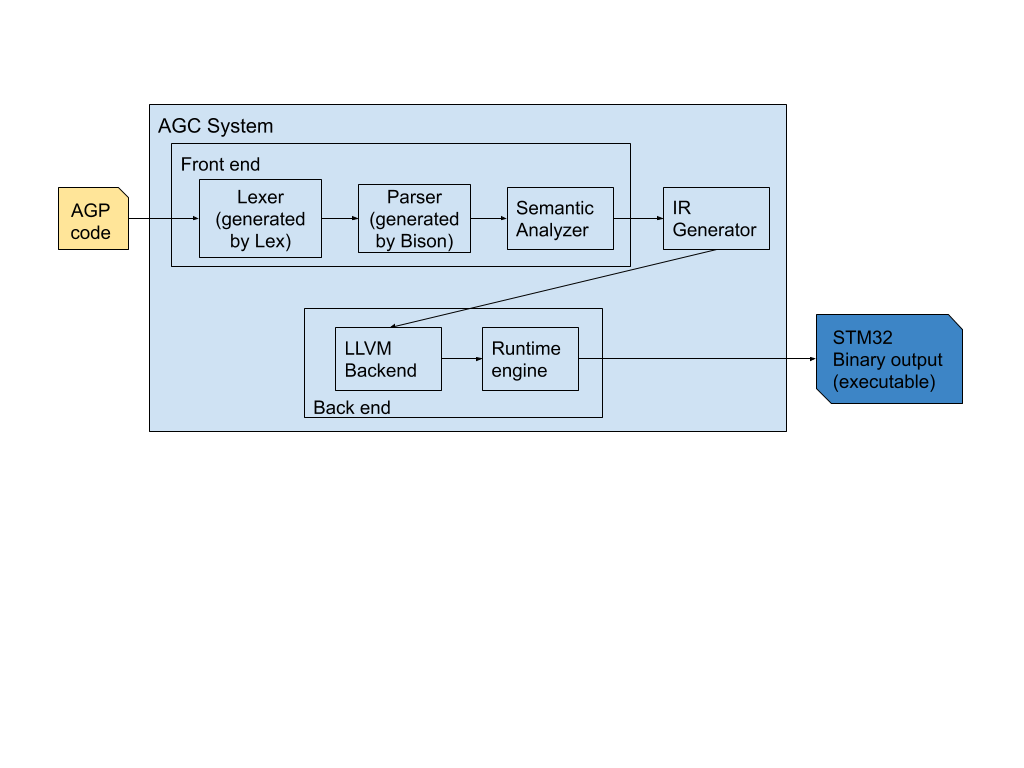 AGC System
Front end
AGP
code
Lexer
(generated
by Lex)
Parser
(generated
by Bison)
Semantic
Analyzer
IR
Generator
LLVM
Backend
Runtime
engine
Back end
STM32
Binary output
(executable)